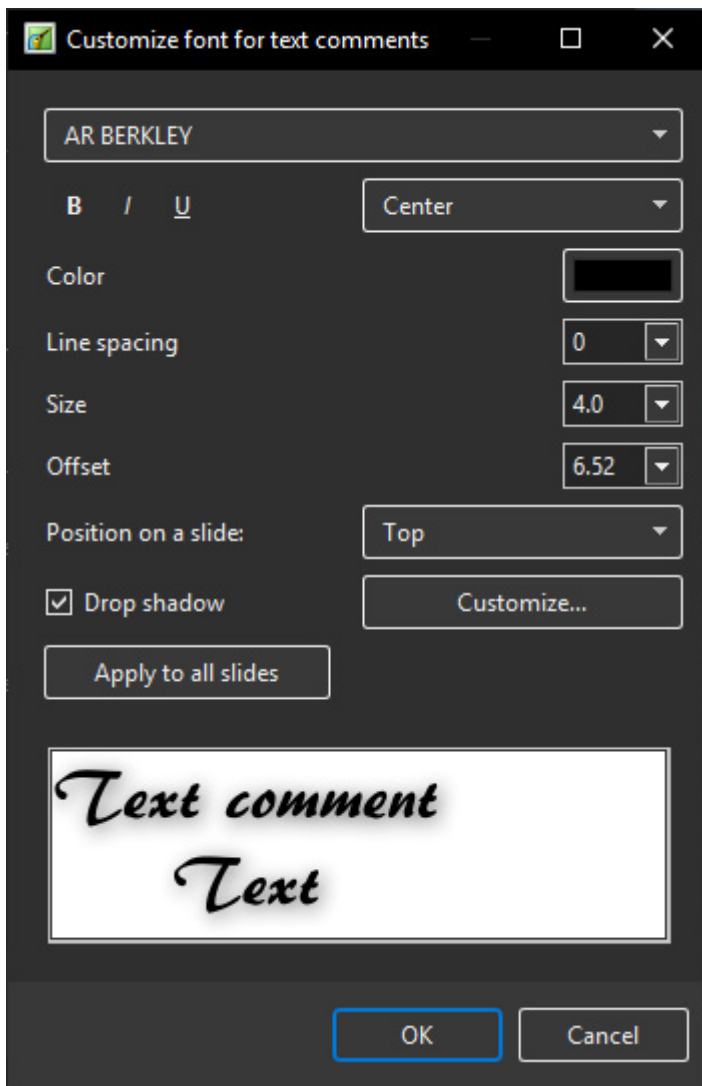 Customize font for text comments
AR BERKLEY
B I U Center
Color
Line spacing 0
Size 4.0
Offset 6.52
Position on a slide: Top
Drop shadow Customize...
Apply to all slides
Text comment
Text
OK Cancel